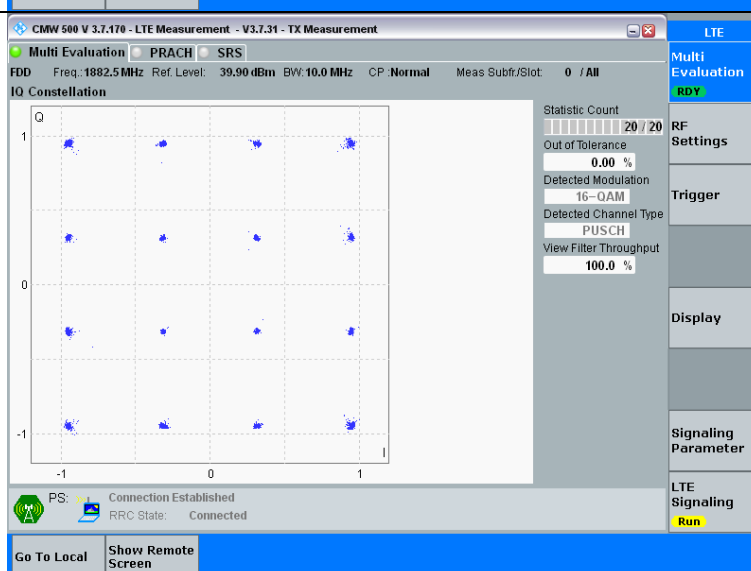 CMW 500 V 3.7.170 - LTE Measurement - V3.7.31 - TX Measurement
LTE
Multi Evaluation PRACH SRS
FDD Freq.:1882.5 MHz Ref. Level: 39.90 dBm BW:10.0 MHz CP :Normal Meas Subfr./Slot: 0 / All
IQ Constellation
Q
1
0
-1
-1 0 1
I
Statistic Count
20 / 20
Out of Tolerance
0.00 %
Detected Modulation
16-QAM
Detected Channel Type
PUSCH
View Filter Throughput
100.0 %
Multi
Evaluation
RDY
RF
Settings
Trigger
Display
Signaling
Parameter
LTE
Signaling
Run
PS: Connection Established
RRC State: Connected
Go To Local
Show Remote
Screen